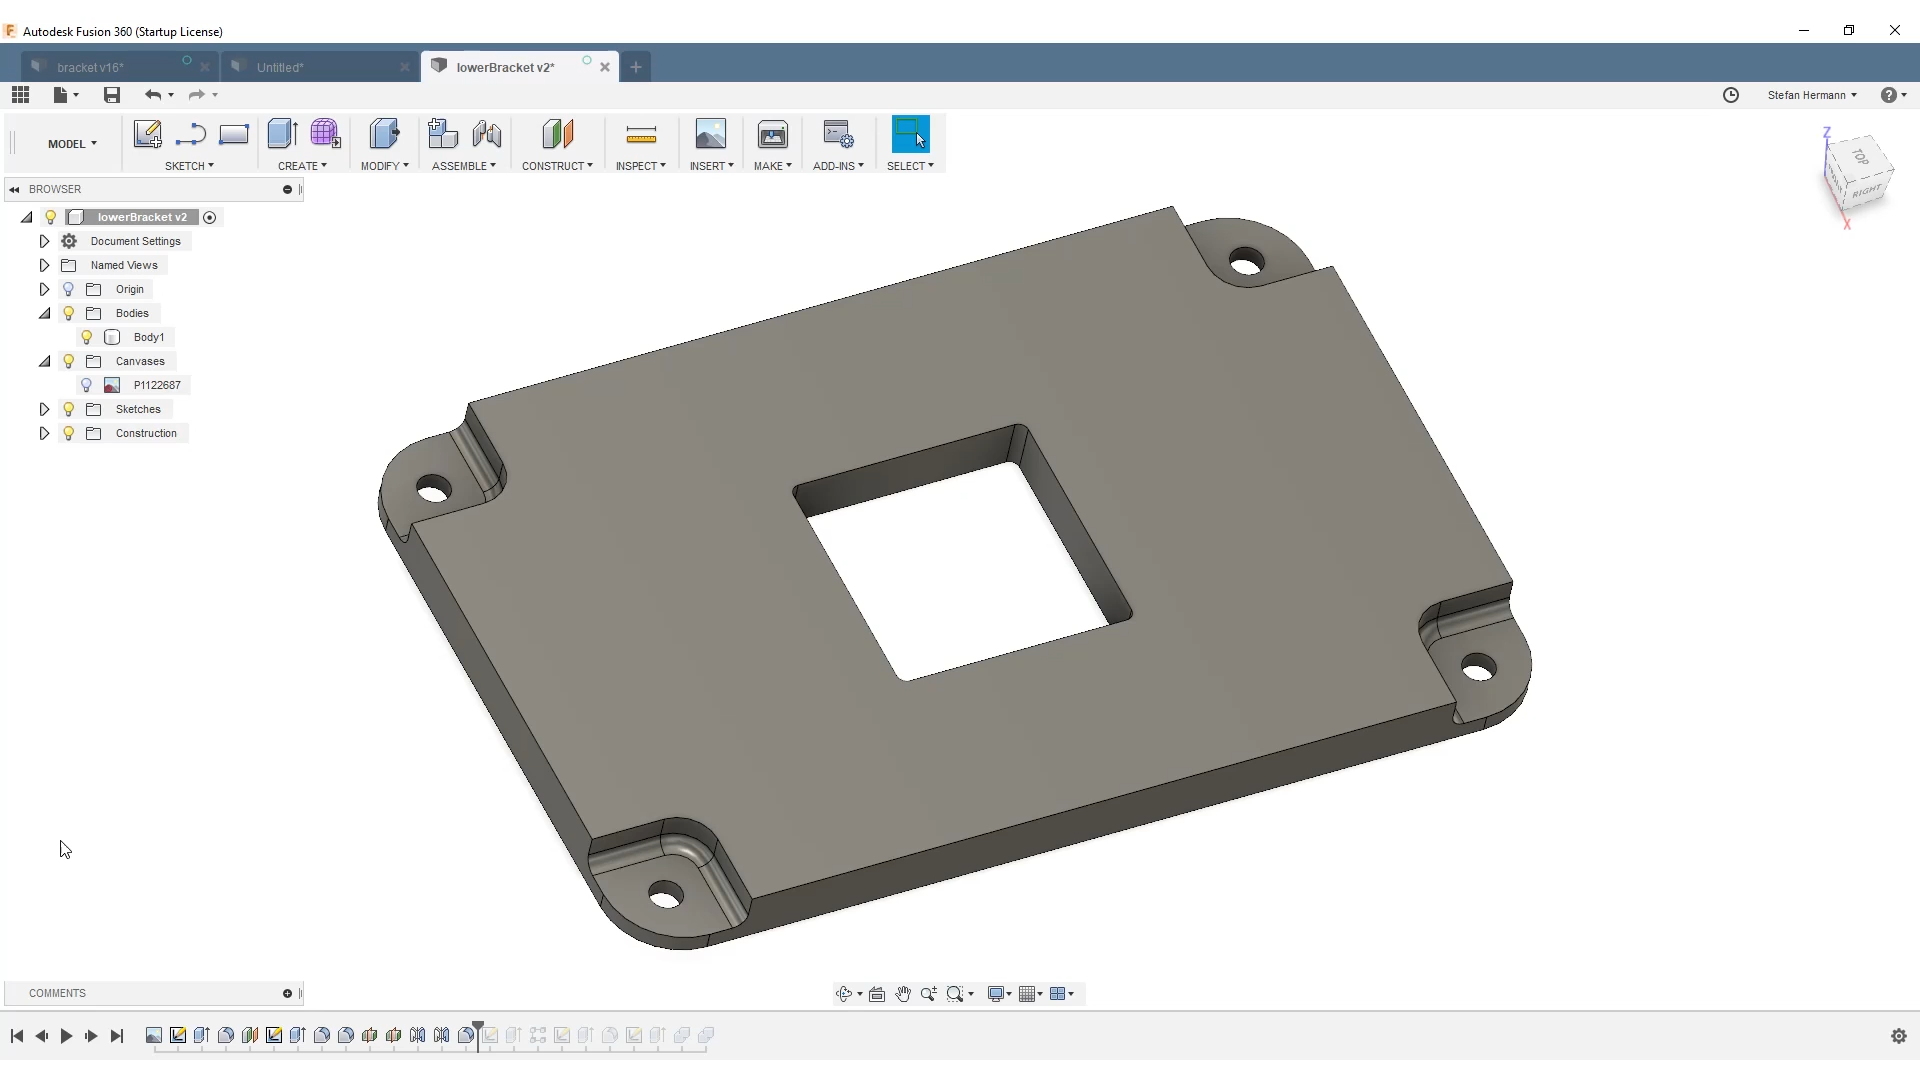 Autodesk Fusion 360 (Startup License)
bracket v16*
Untitled*
lowerBracket v2*
Stefan Hermann
MODEL
SKETCH
CREATE
MODIFY
ASSEMBLE
CONSTRUCT
INSPECT
INSERT
MAKE
ADD-INS
SELECT
Z
TOP
RIGHT
X
BROWSER
lowerBracket v2
Document Settings
Named Views
Origin
Bodies
Body1
Canvases
P1122687
Sketches
Construction
COMMENTS